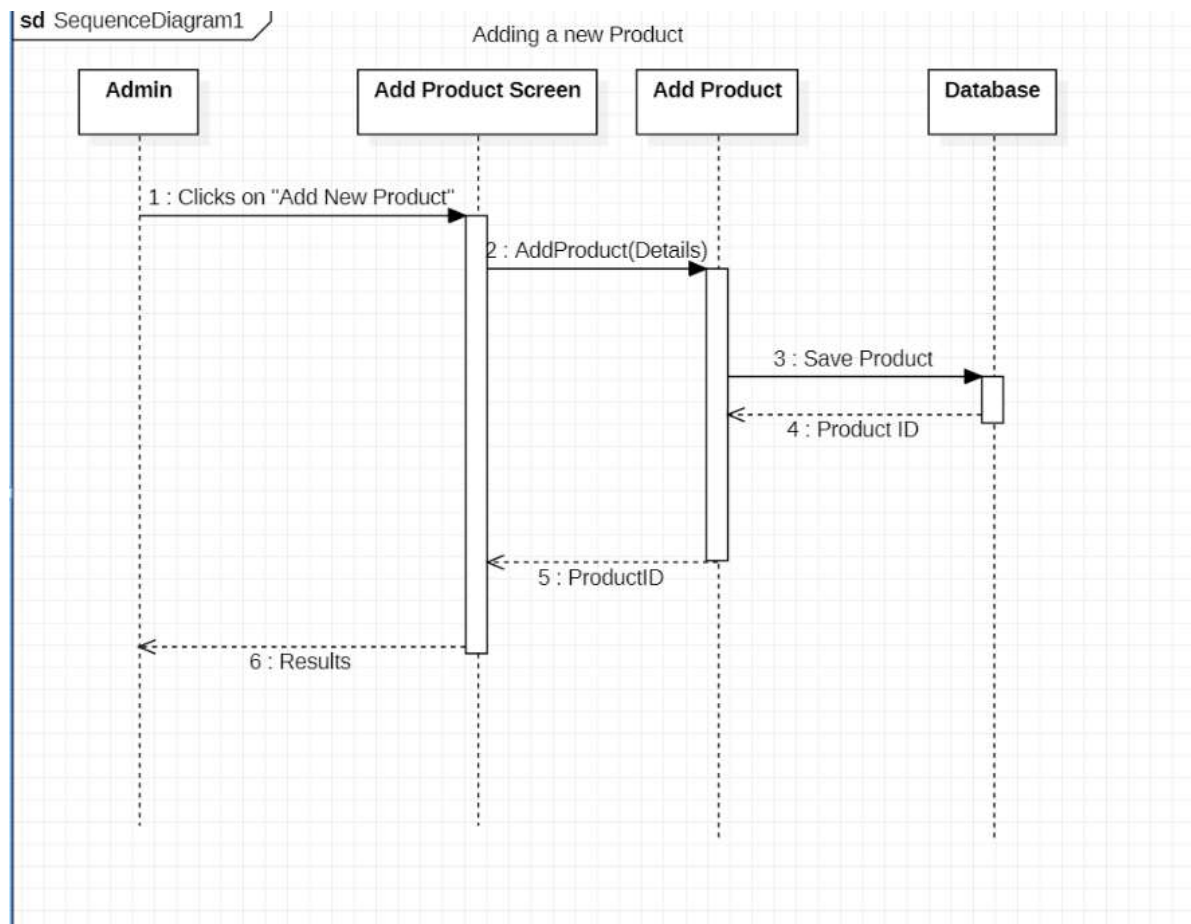 sd SequenceDiagram1
Adding a new Product
Admin
Add Product Screen
Add Product
Database
1 : Clicks on "Add New Product"
2 : AddProduct(Details)
3 : Save Product
4 : Product ID
5 : ProductID
6 : Results